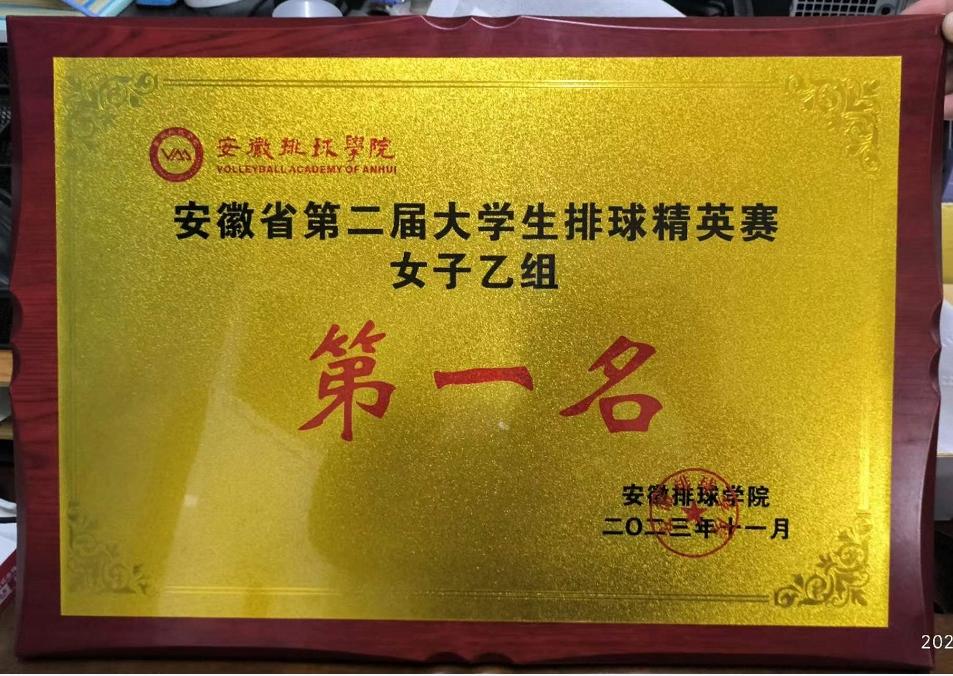 安徽排球學院
VOLLEYBALL ACADEMY OF ANHUI
安徽省第二届大学生排球精英赛
女子乙组
第一名
安徽排球学院
二〇二三年十一月
202